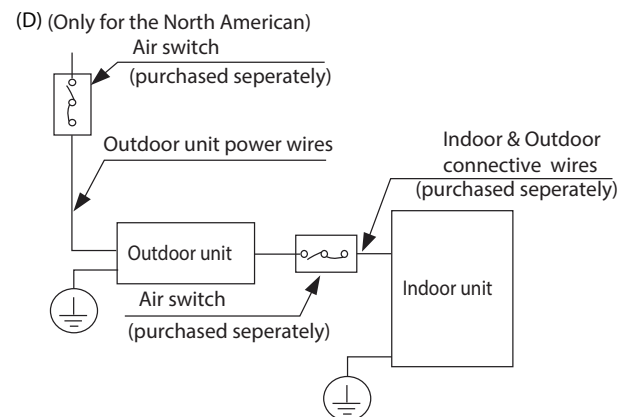 (D) (Only for the North American)
Air switch
(purchased seperately)
Outdoor unit power wires
Indoor & Outdoor
connective wires
(purchased seperately)
Outdoor unit
Indoor unit
Air switch
(purchased seperately)